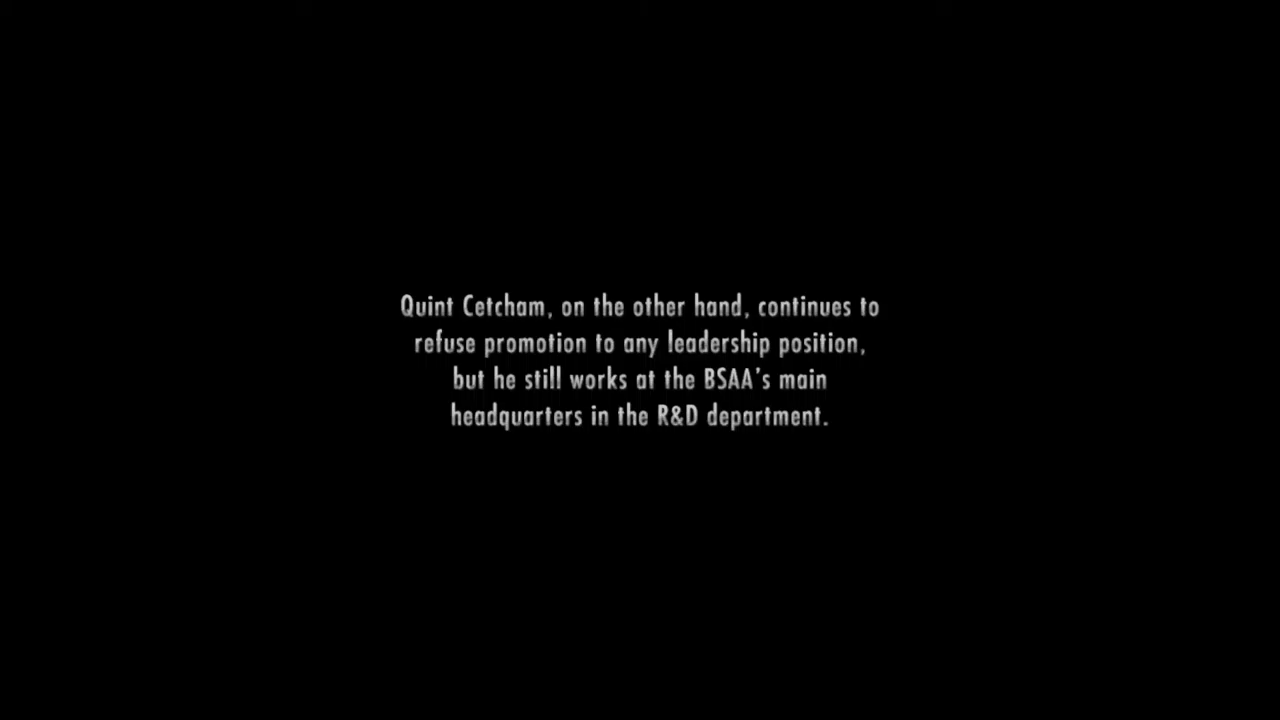 Quint Cetcham, on the other hand, continues to
refuse promotion to any leadership position,
but he still works at the BSAA's main
headquarters in the R&D department.